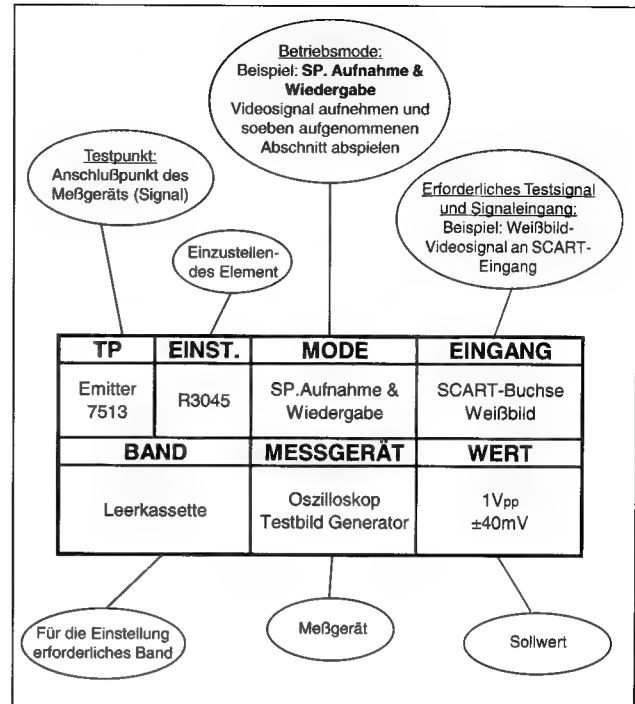 Betriebsmode:
Beispiel: SP. Aufnahme &
Wiedergabe
Videosignal aufnehmen und
soeben aufgenommenen
Abschnitt abspielen
Testpunkt:
Anschlußpunkt des
Meßgeräts (Signal)
Einzustellen-
des Element
Erforderliches Testsignal
und Signaleingang:
Beispiel: Weißbild-
Videosignal an SCART-
Eingang
TP EINST. MODE EINGANG
Emitter
7513
R3045
SP.Aufnahme &
Wiedergabe
SCART-Buchse
Weißbild
BAND MESSGERÄT WERT
Leerkassette
Oszilloskop
Testbild Generator
1Vpp
±40mV
Für die Einstellung
erforderliches Band
Meßgerät
Sollwert